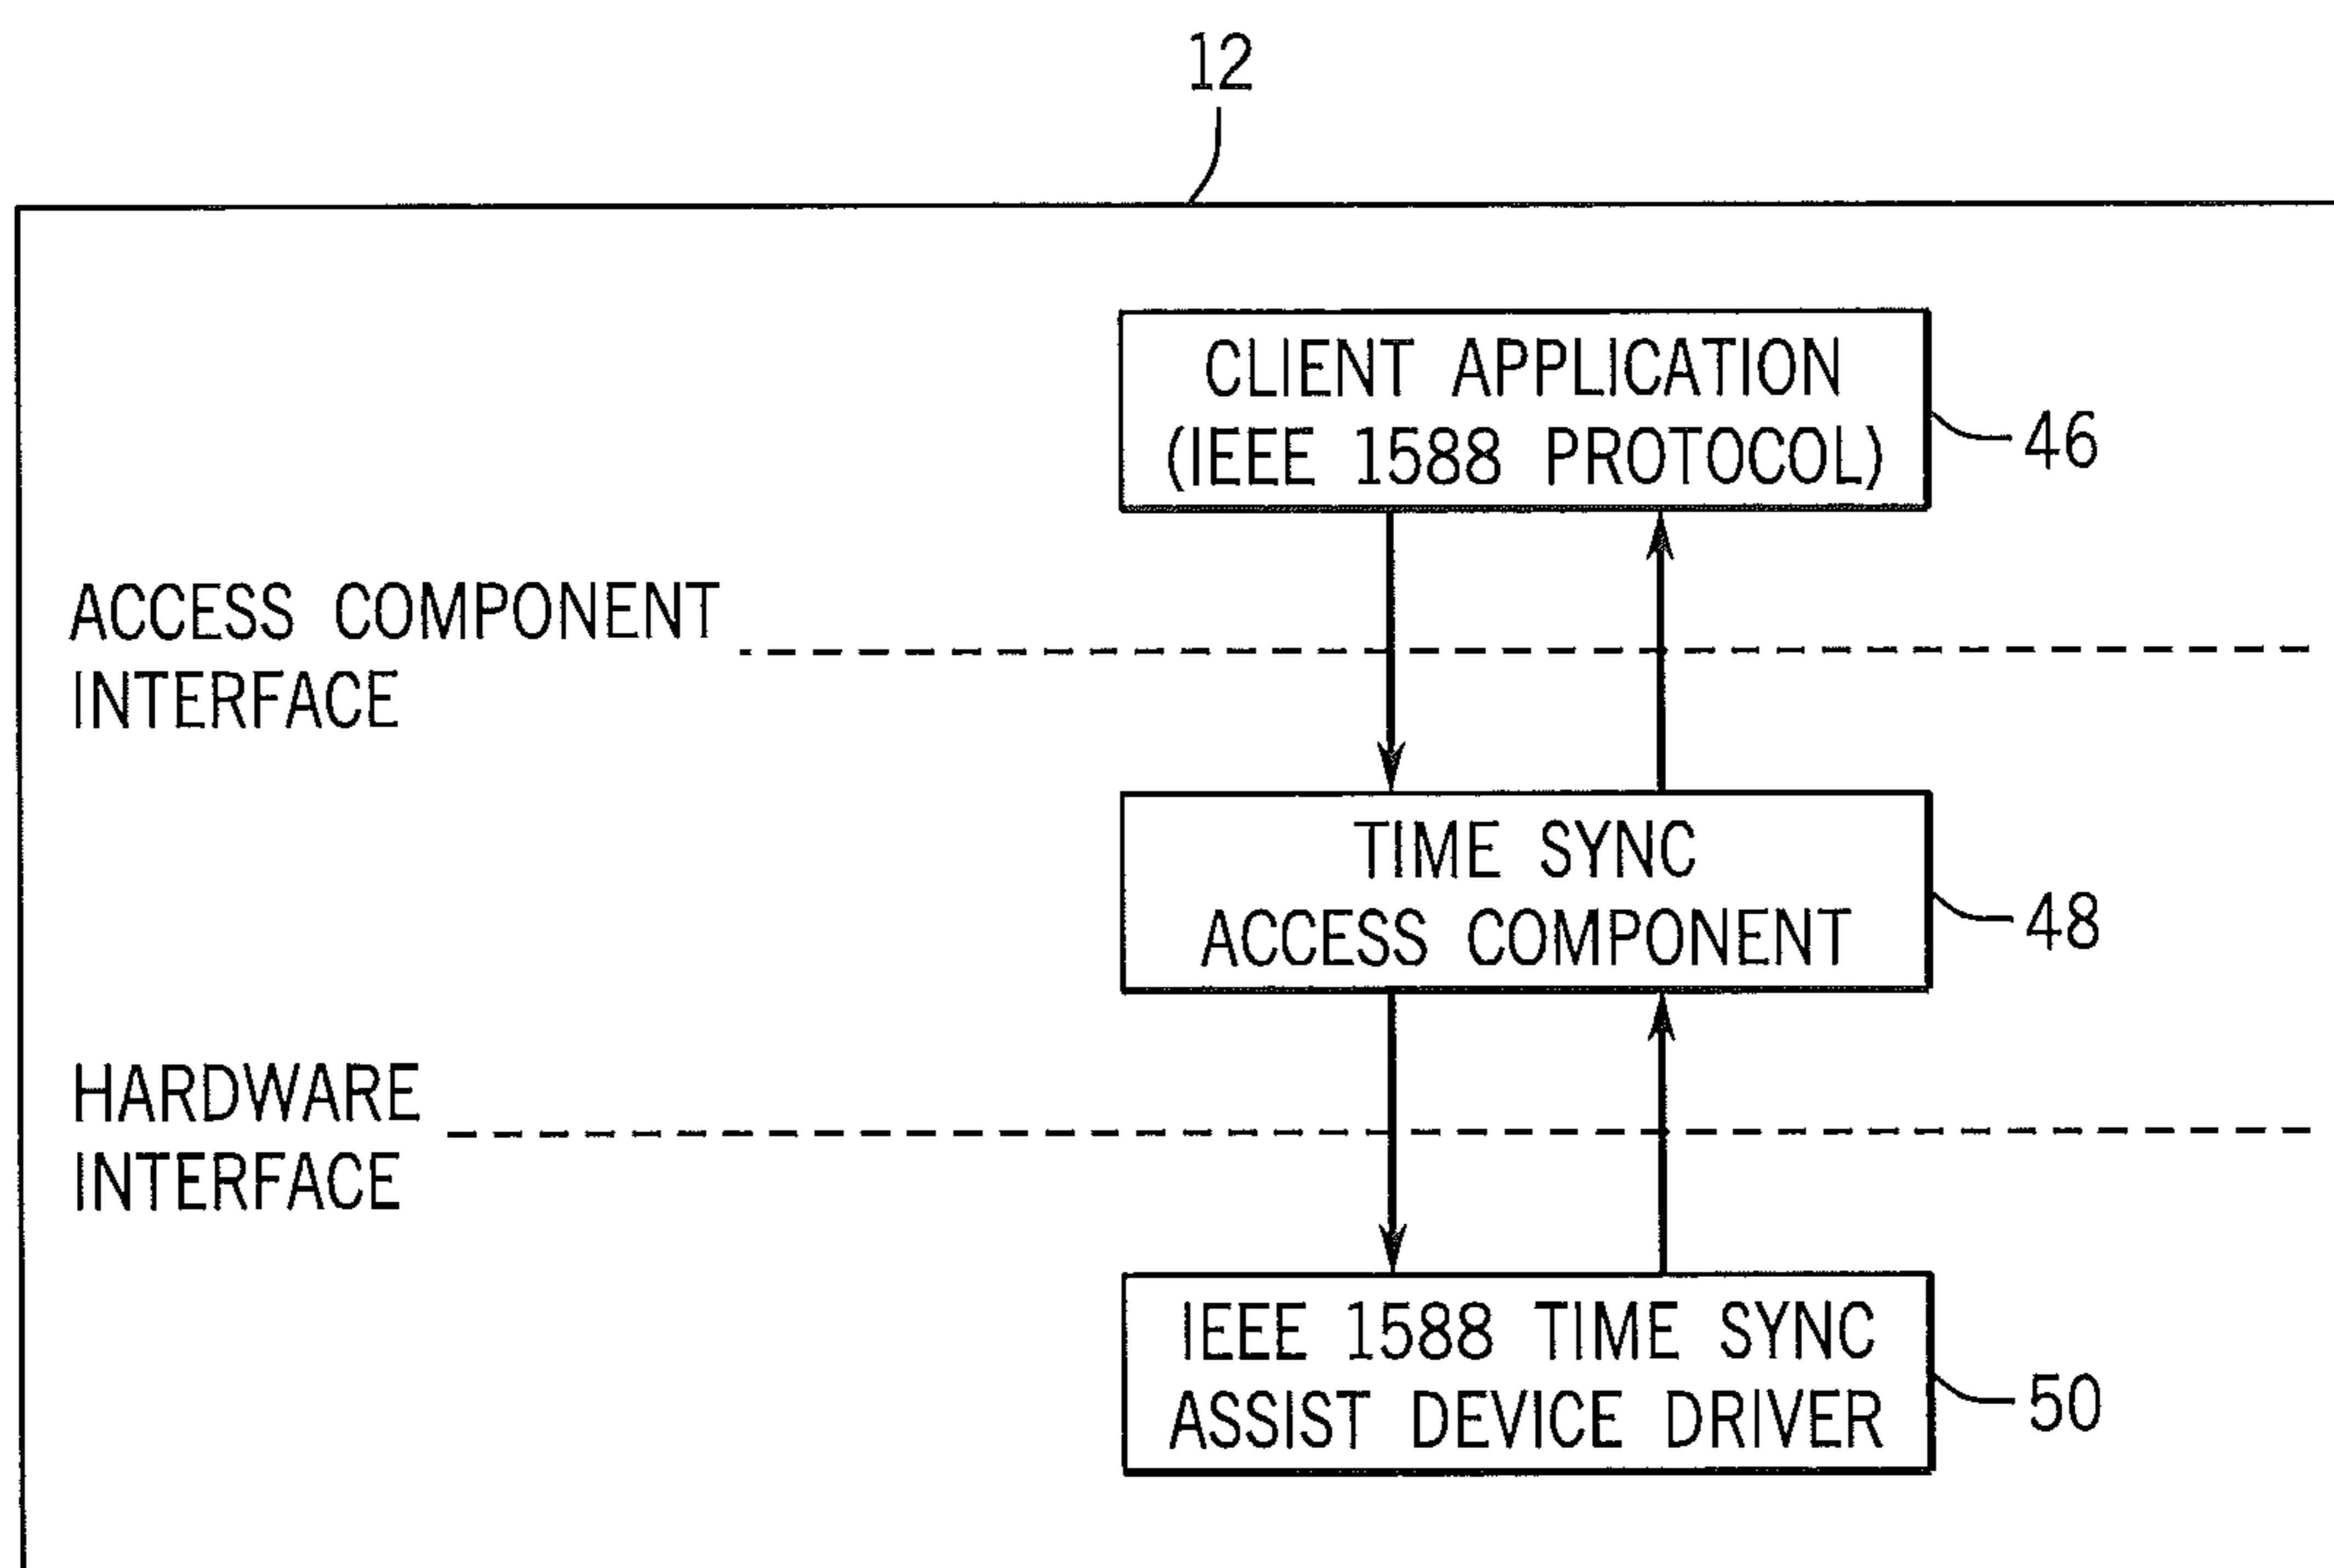 12
CLIENT APPLICATION
(IEEE 1588 PROTOCOL)
46
ACCESS COMPONENT
INTERFACE
TIME SYNC
ACCESS COMPONENT
48
HARDWARE
INTERFACE
IEEE 1588 TIME SYNC
ASSIST DEVICE DRIVER
50